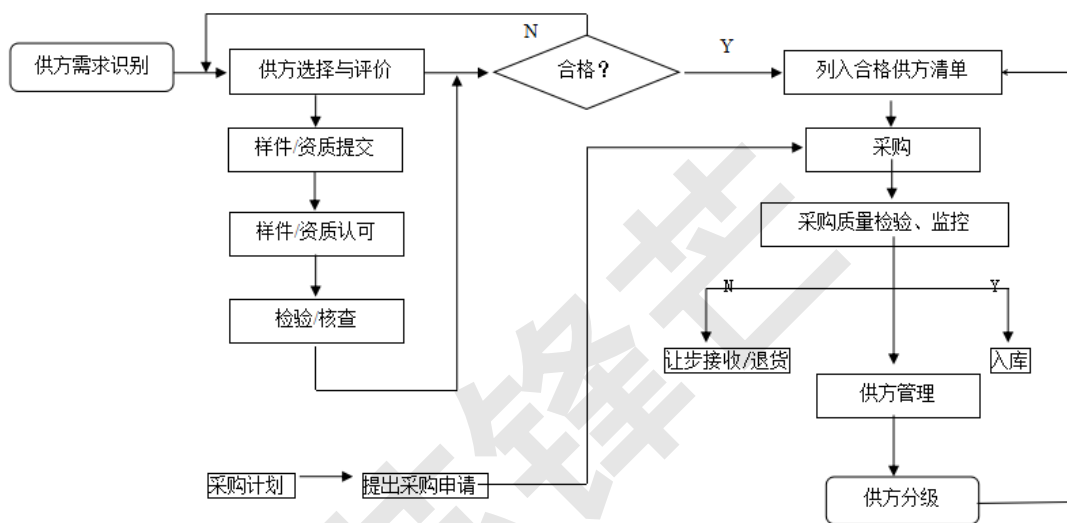 N
Y
供方需求识别
供方选择与评价
合格？
列入合格供方清单
样件/资质提交
采购
样件/资质认可
采购质量检验、监控
N
Y
检验/核查
让步接收/退货
入库
供方管理
采购计划
提出采购申请
供方分级
锋芒